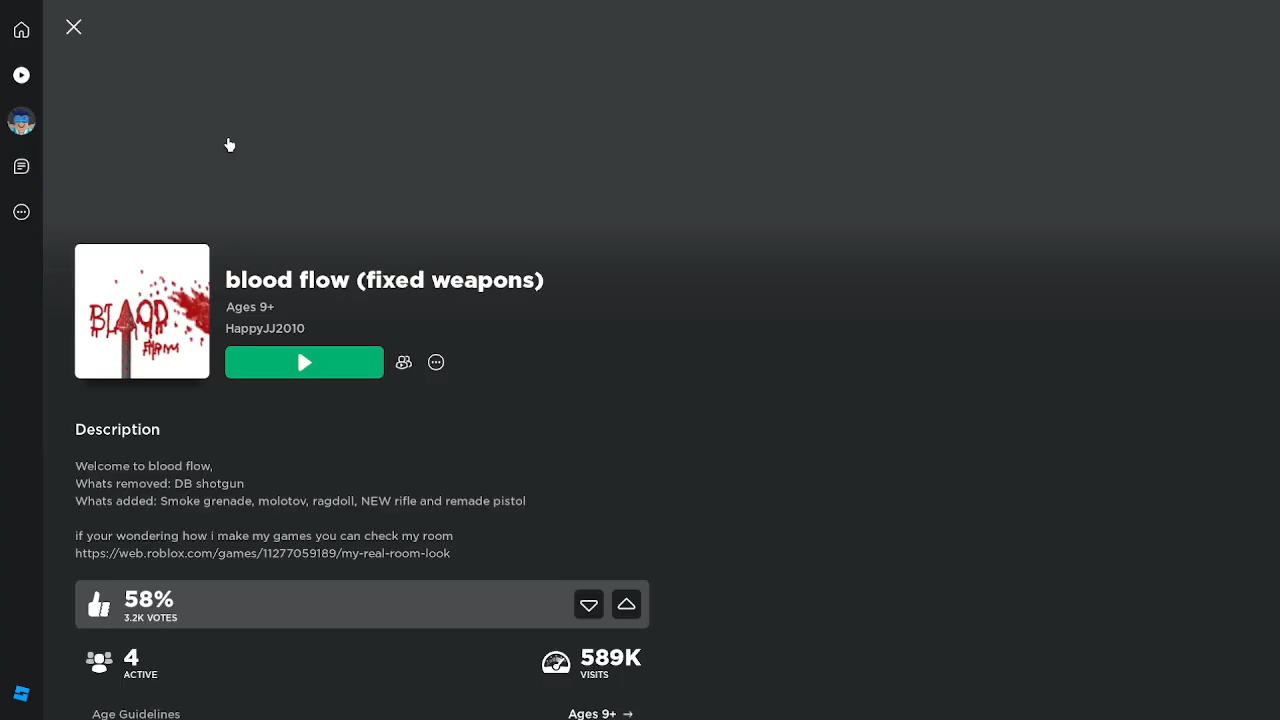 BLOOD
FLOW
blood flow (fixed weapons)
Ages 9+
HappyJJ2010
Description
Welcome to blood flow,
Whats removed: DB shotgun
Whats added: Smoke grenade, molotov, ragdoll, NEW rifle and remade pistol
if your wondering how i make my games you can check my room
https://web.roblox.com/games/11277059189/my-real-room-look
58%
3.2K VOTES
4
ACTIVE
589K
VISITS
Age Guidelines
Ages 9+ →